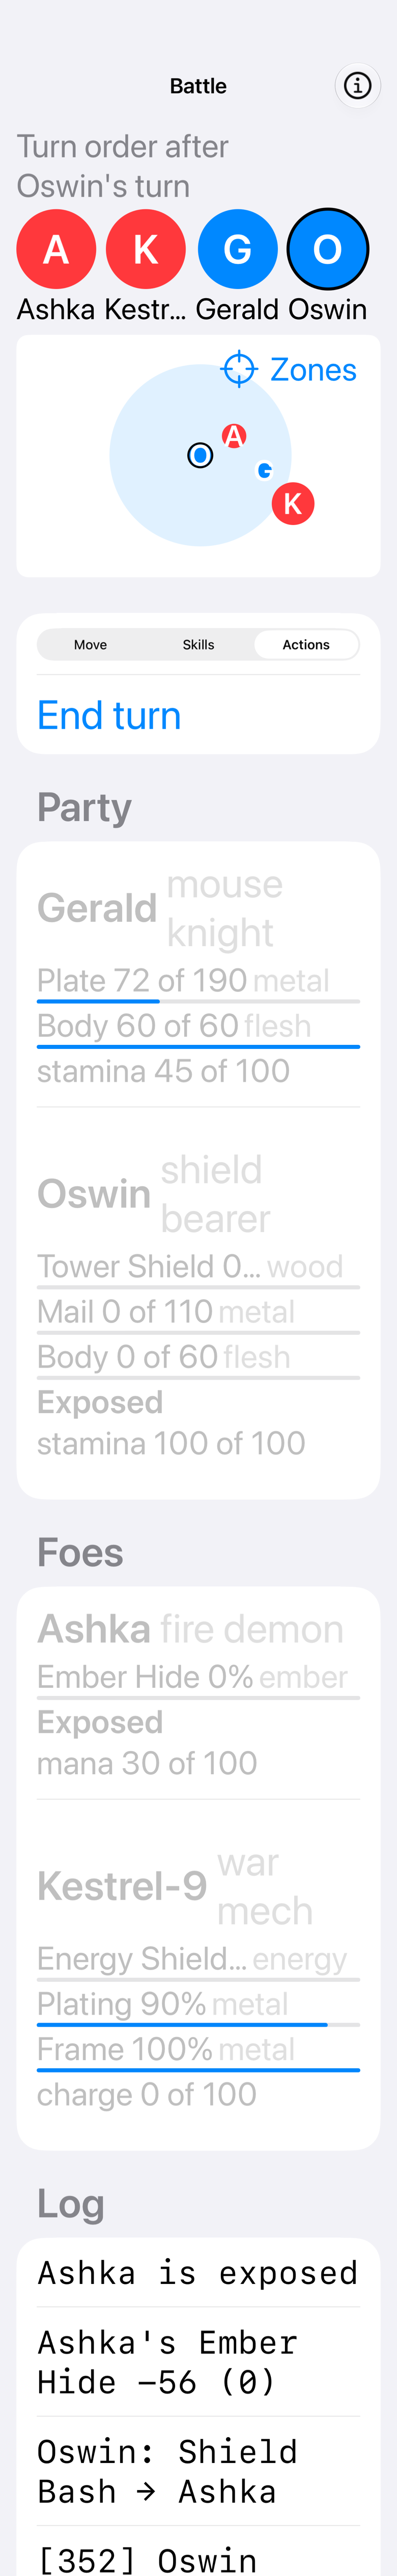 Battle
Turn order after
Oswin's turn
A K G O
Ashka Kestr... Gerald Oswin
Zones
A
O
G
K
Move Skills Actions
End turn
Party
Gerald mouse
knight
Plate 72 of 190 metal
Body 60 of 60 flesh
stamina 45 of 100
Oswin shield
bearer
Tower Shield 0... wood
Mail 0 of 110 metal
Body 0 of 60 flesh
Exposed
stamina 100 of 100
Foes
Ashka fire demon
Ember Hide 0% ember
Exposed
mana 30 of 100
Kestrel-9 war
mech
Energy Shield... energy
Plating 90% metal
Frame 100% metal
charge 0 of 100
Log
Ashka is exposed
Ashka's Ember
Hide −56 (0)
Oswin: Shield
Bash → Ashka
[352] Oswin